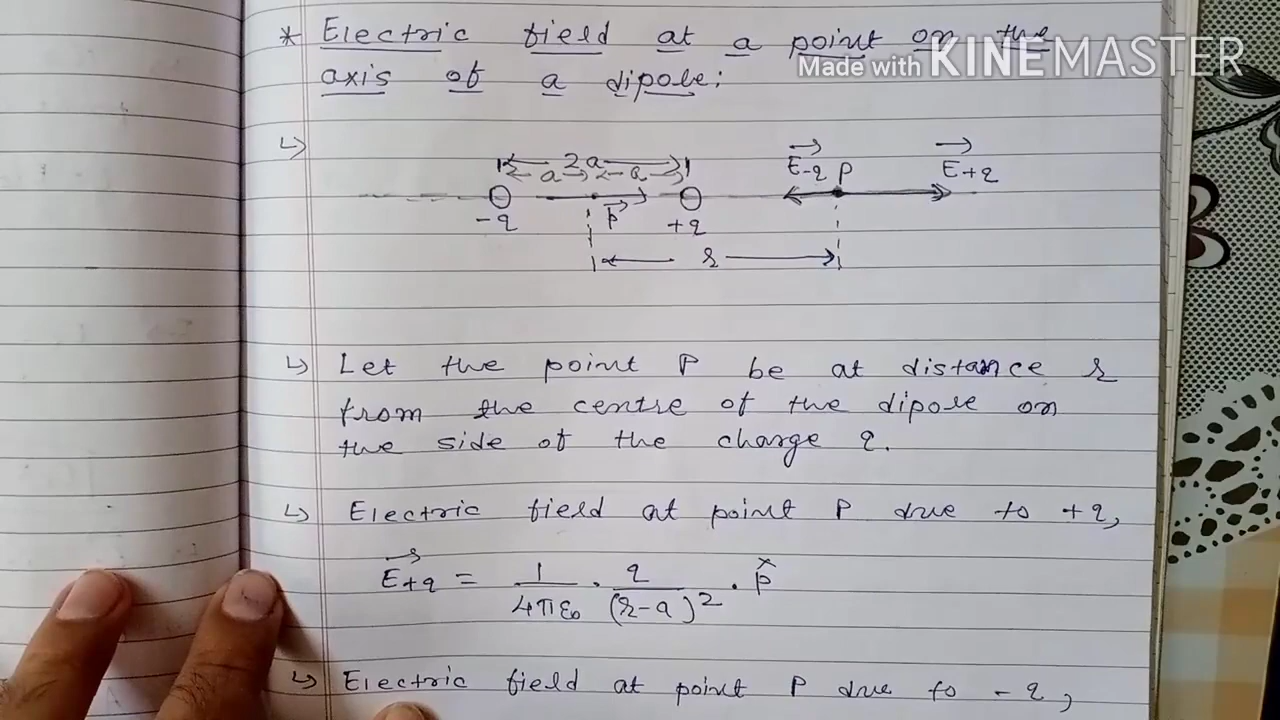 * Electric field at a point on the
Made with KINEMASTER
axis of a dipole:
↳
2a
a a
E⃗-q P E⃗+q
-q p⃗ +q
r
↳ Let the point P be at distance r
from the centre of the dipole on
the side of the charge q.
↳ Electric field at point P due to +q,
E⃗+q = 1/4πε₀ · q/(r-a)² · p̂
↳ Electric field at point P due to -q,